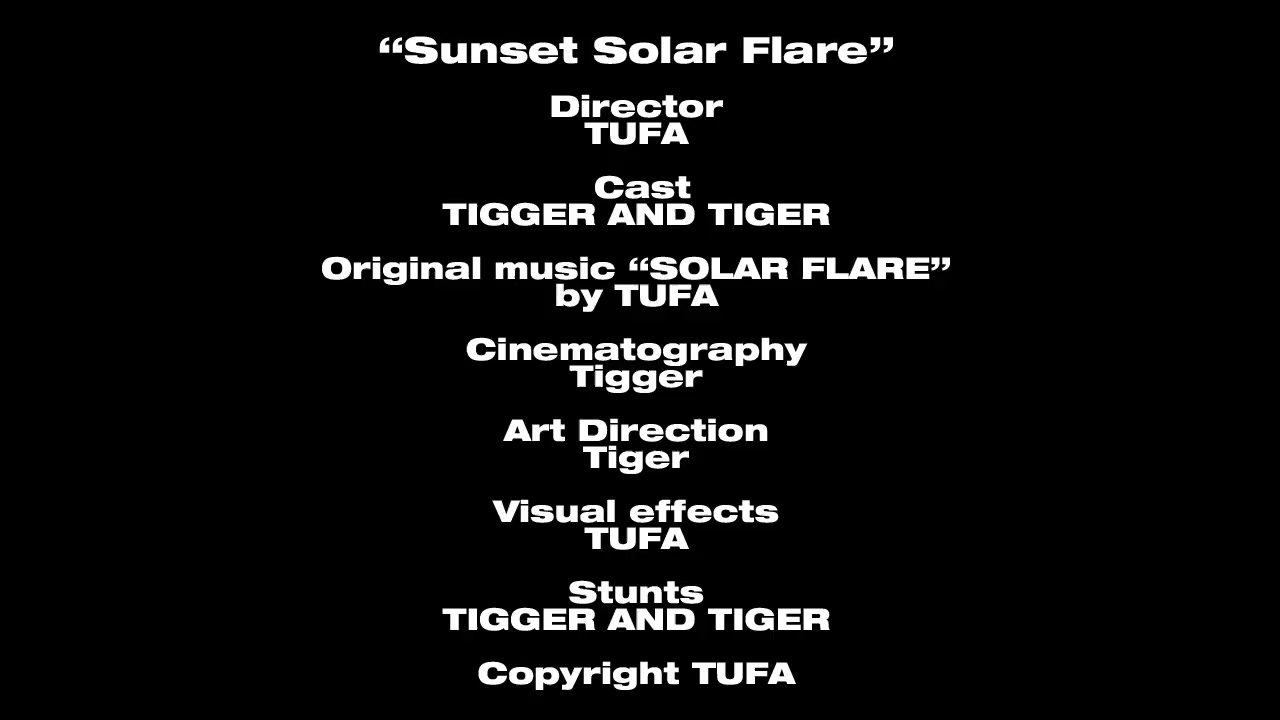 “Sunset Solar Flare”
Director
TUFA
Cast
TIGGER AND TIGER
Original music “SOLAR FLARE”
by TUFA
Cinematography
Tigger
Art Direction
Tiger
Visual effects
TUFA
Stunts
TIGGER AND TIGER
Copyright TUFA